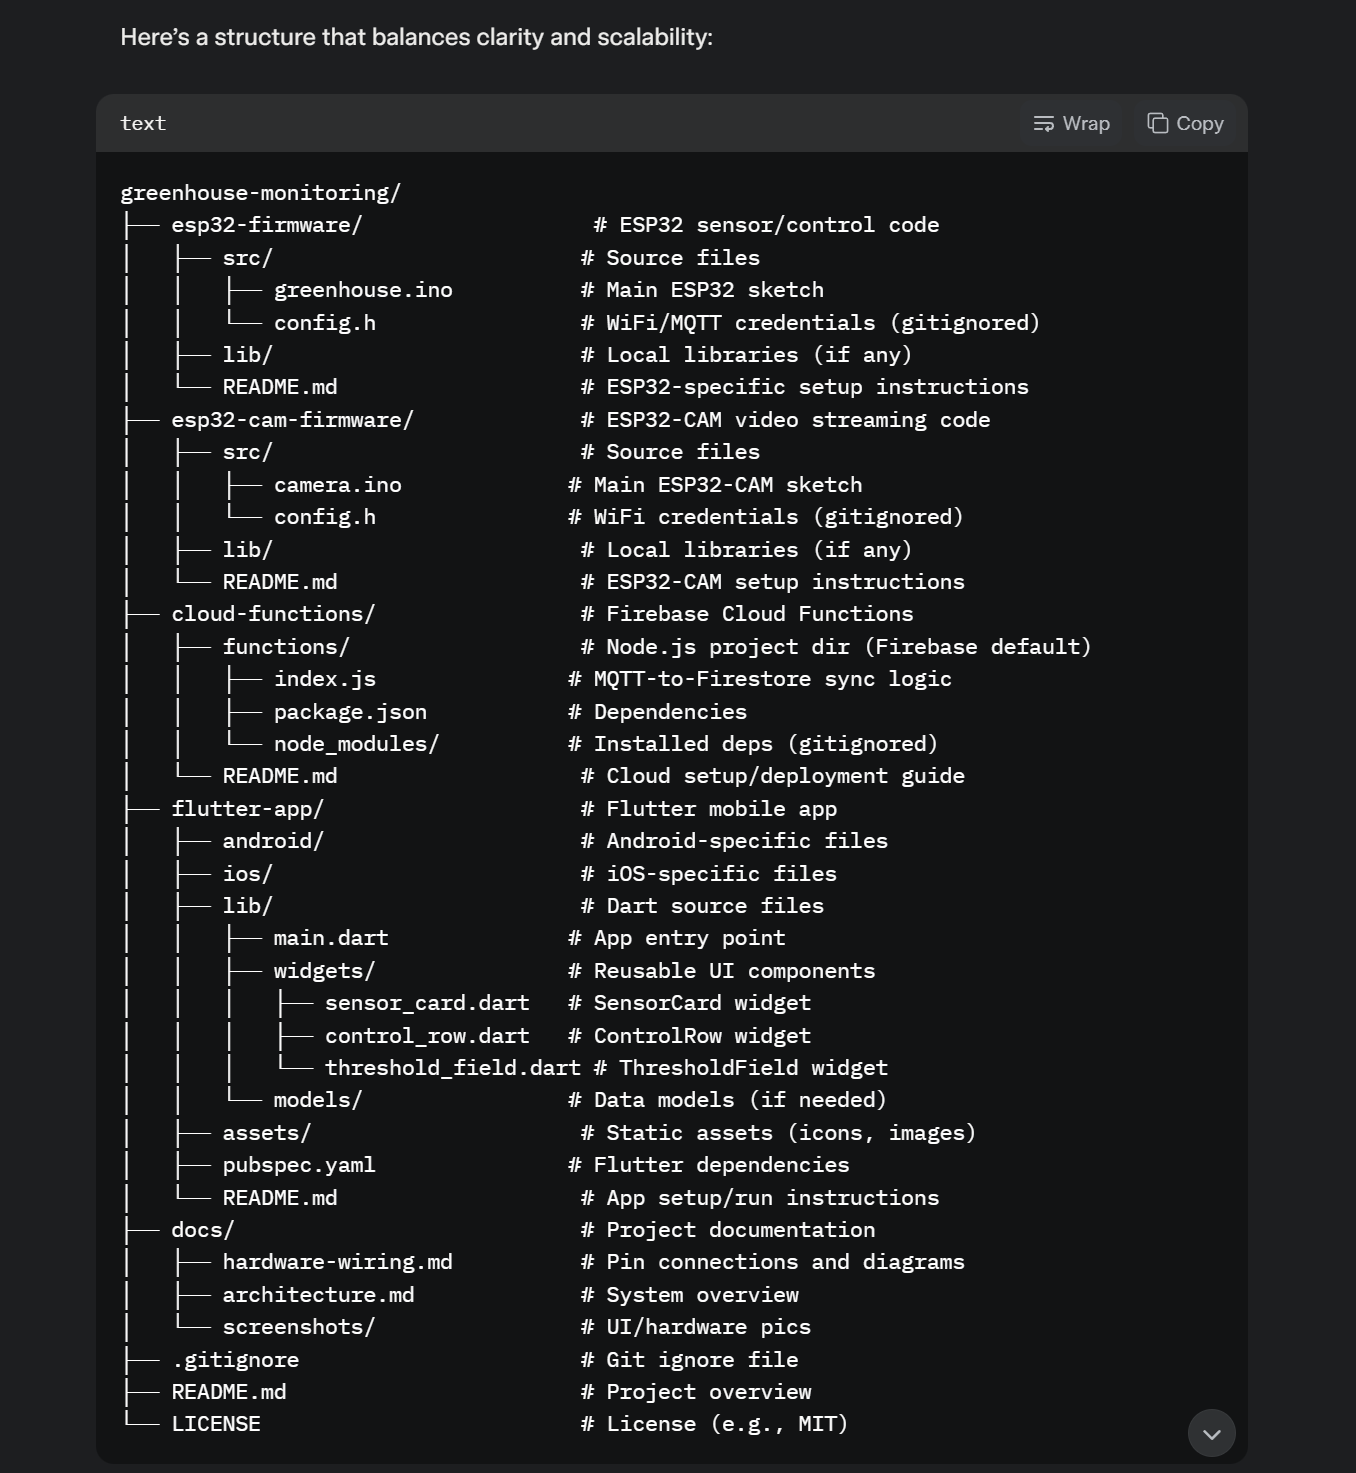 Here’s a structure that balances clarity and scalability:
text
Wrap
Copy
greenhouse-monitoring/
├── esp32-firmware/                  # ESP32 sensor/control code
│   ├── src/                        # Source files
│   │   ├── greenhouse.ino          # Main ESP32 sketch
│   │   └── config.h                # WiFi/MQTT credentials (gitignored)
│   ├── lib/                        # Local libraries (if any)
│   └── README.md                   # ESP32-specific setup instructions
├── esp32-cam-firmware/             # ESP32-CAM video streaming code
│   ├── src/                        # Source files
│   │   ├── camera.ino             # Main ESP32-CAM sketch
│   │   └── config.h               # WiFi credentials (gitignored)
│   ├── lib/                        # Local libraries (if any)
│   └── README.md                   # ESP32-CAM setup instructions
├── cloud-functions/                # Firebase Cloud Functions
│   ├── functions/                  # Node.js project dir (Firebase default)
│   │   ├── index.js               # MQTT-to-Firestore sync logic
│   │   ├── package.json           # Dependencies
│   │   └── node_modules/          # Installed deps (gitignored)
│   └── README.md                   # Cloud setup/deployment guide
├── flutter-app/                    # Flutter mobile app
│   ├── android/                    # Android-specific files
│   ├── ios/                        # iOS-specific files
│   ├── lib/                        # Dart source files
│   │   ├── main.dart              # App entry point
│   │   ├── widgets/               # Reusable UI components
│   │   │   ├── sensor_card.dart   # SensorCard widget
│   │   │   ├── control_row.dart   # ControlRow widget
│   │   │   └── threshold_field.dart # ThresholdField widget
│   │   └── models/                # Data models (if needed)
│   ├── assets/                     # Static assets (icons, images)
│   ├── pubspec.yaml               # Flutter dependencies
│   └── README.md                   # App setup/run instructions
├── docs/                           # Project documentation
│   ├── hardware-wiring.md          # Pin connections and diagrams
│   ├── architecture.md             # System overview
│   └── screenshots/                # UI/hardware pics
├── .gitignore                      # Git ignore file
├── README.md                       # Project overview
└── LICENSE                         # License (e.g., MIT)